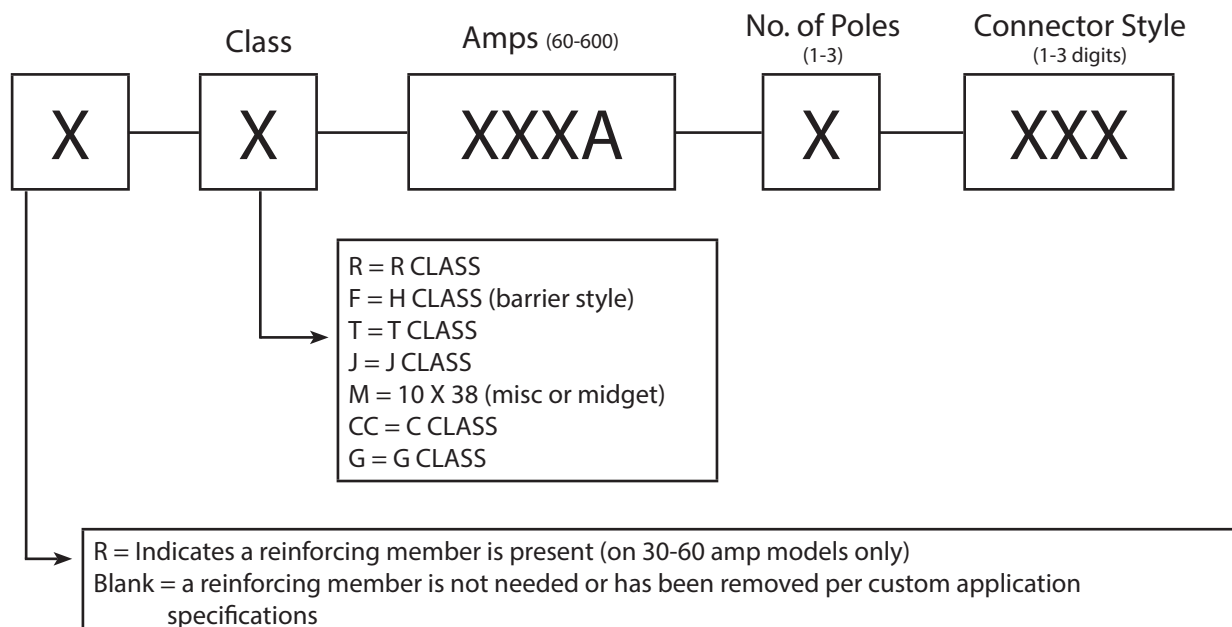 Class
Amps (60-600)
No. of Poles
(1-3)
Connector Style
(1-3 digits)
X
X
XXXA
X
XXX
R = R CLASS
F = H CLASS (barrier style)
T = T CLASS
J = J CLASS
M = 10 X 38 (misc or midget)
CC = C CLASS
G = G CLASS
R = Indicates a reinforcing member is present (on 30-60 amp models only)
Blank = a reinforcing member is not needed or has been removed per custom application
specifications